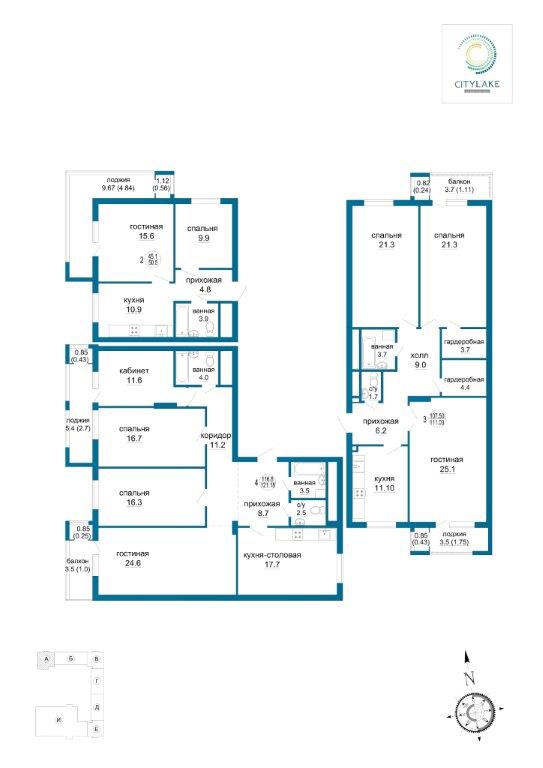 CITYLAKE
лоджия
9.67 (4.84)
1.12
(0.56)
гостиная
15.6
спальня
9.9
2
45.1
50.5
прихожая
4.8
кухня
10.9
ванная
3.9
0.85
(0.43)
кабинет
11.6
ванная
4.0
лоджия
5.4 (2.7)
спальня
16.7
коридор
11.2
спальня
16.3
4
116.8
121.18
ванная
3.5
прихожая
8.7
с/у
2.5
0.85
(0.25)
балкон
3.5 (1.0)
гостиная
24.6
кухня-столовая
17.7
0.82
(0.24)
балкон
3.7 (1.11)
спальня
21.3
спальня
21.3
ванная
3.7
холл
9.0
гардеробная
3.7
гардеробная
4.4
с/у
1.7
прихожая
6.2
3
107.50
111.03
кухня
11.10
гостиная
25.1
0.85
(0.43)
лоджия
3.5 (1.75)
А
Б
В
Г
Д
Е
И
N